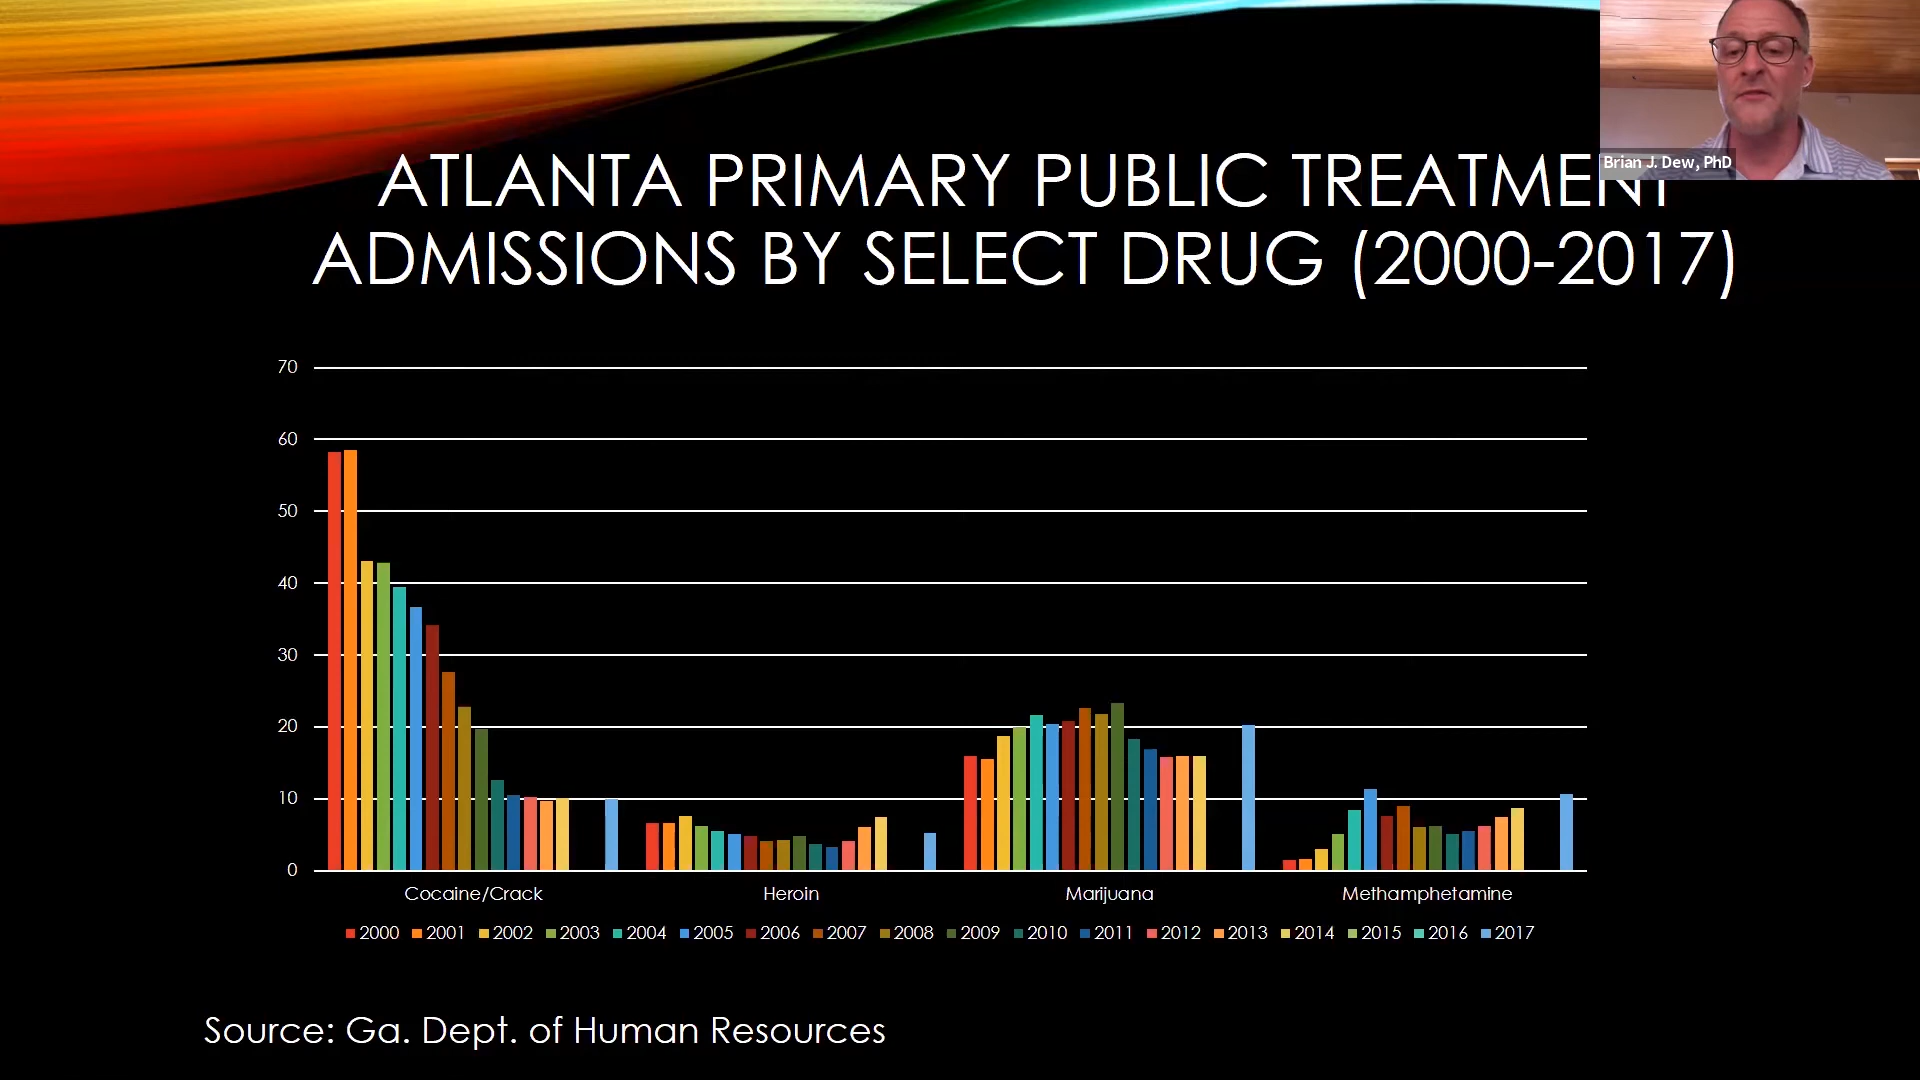 Brian J. Dew, PhD
ATLANTA PRIMARY PUBLIC TREATMENT
ADMISSIONS BY SELECT DRUG (2000-2017)
70
60
50
40
30
20
10
0
Cocaine/Crack Heroin Marijuana Methamphetamine
2000 2001 2002 2003 2004 2005 2006 2007 2008 2009 2010 2011 2012 2013 2014 2015 2016 2017
Source: Ga. Dept. of Human Resources